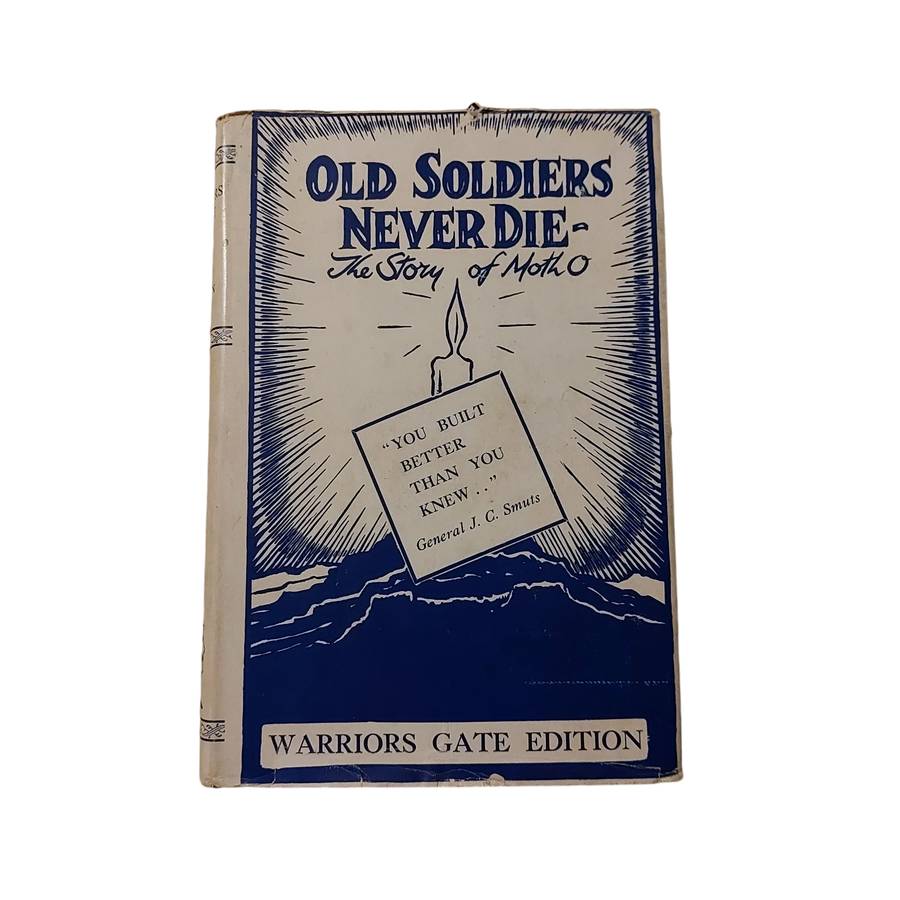 OLD SOLDIERS
NEVER DIE-
The Story of Moth O
"YOU BUILT
BETTER
THAN YOU
KNEW . ."
General J. C. Smuts
WARRIORS GATE EDITION